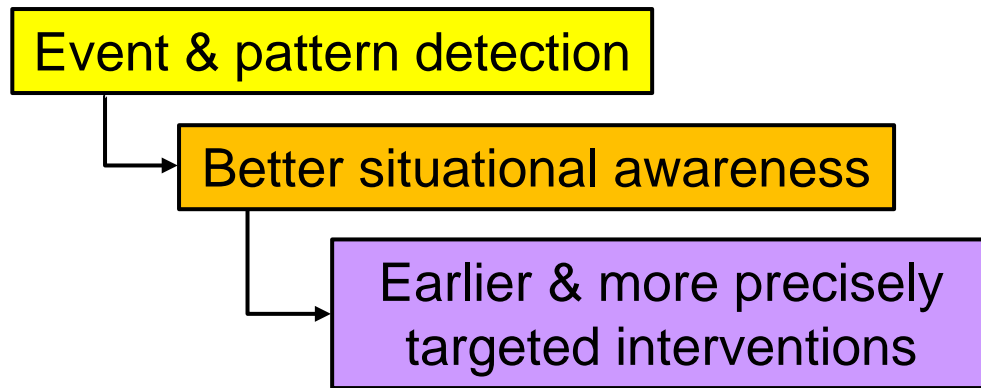 Event & pattern detection
Better situational awareness
Earlier & more precisely
targeted interventions